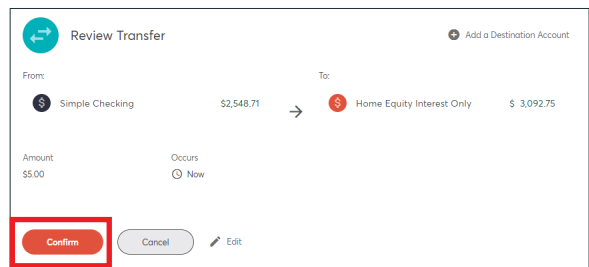 Review Transfer
Add a Destination Account
From:
To:
$ Simple Checking $2,548.71
$ Home Equity Interest Only $ 3,092.75
Amount
Occurs
$5.00
Now
Confirm
Cancel
Edit